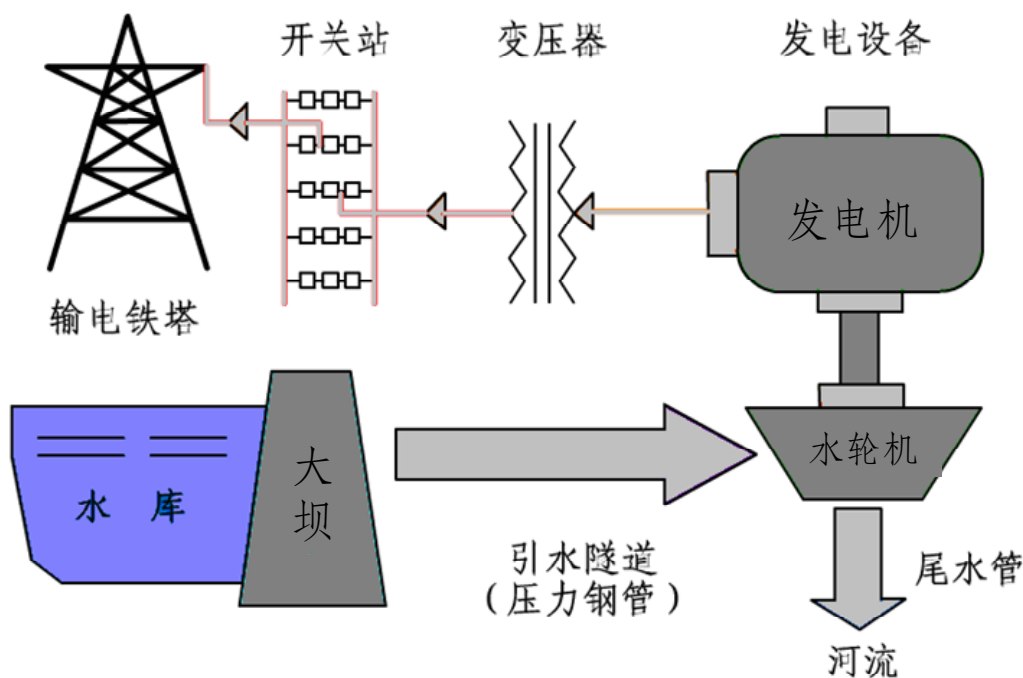 开关站
变压器
发电设备
发电机
输电铁塔
水轮机
大
坝
水 库
引水隧道
（压力钢管）
尾水管
河流